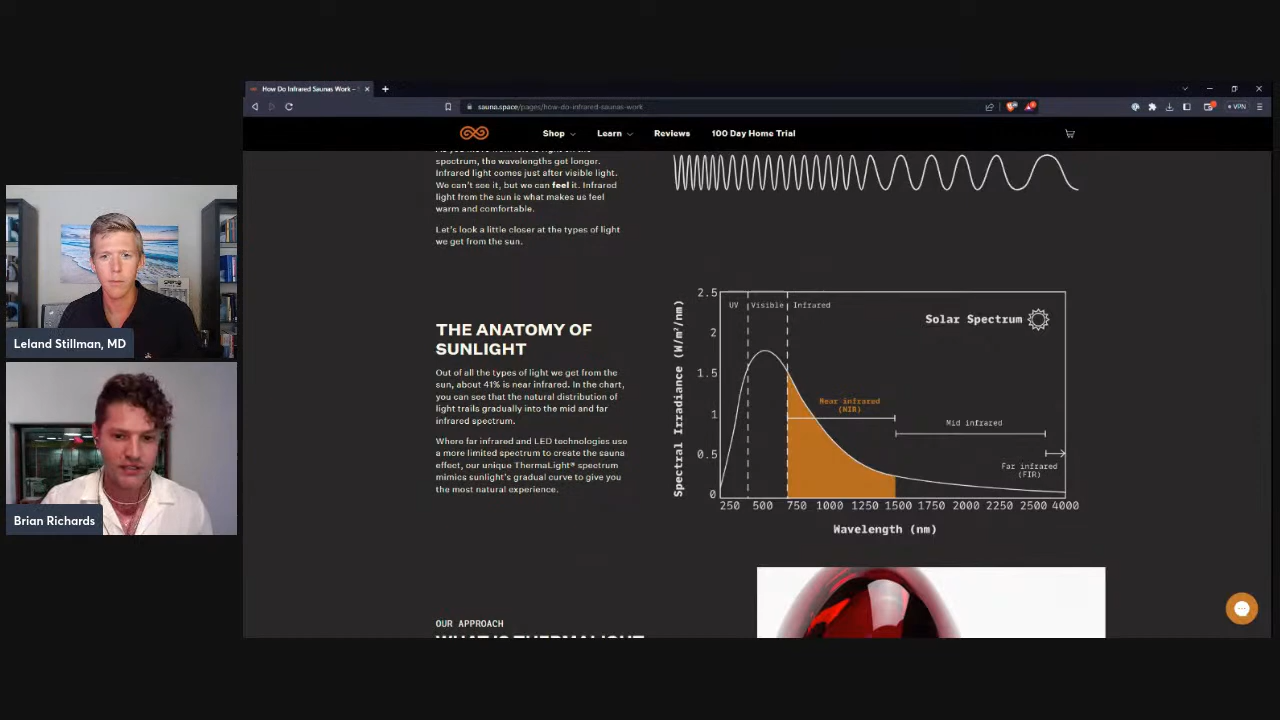 How Do Infrared Saunas Work –
sauna.space/pages/how-do-infrared-saunas-work
VPN
Shop
Learn
Reviews
100 Day Home Trial
spectrum, the wavelengths get longer.
Infrared light comes just after visible light.
We can't see it, but we can feel it. Infrared
light from the sun is what makes us feel
warm and comfortable.
Let's look a little closer at the types of light
we get from the sun.
THE ANATOMY OF
SUNLIGHT
Out of all the types of light we get from the
sun, about 41% is near infrared. In the chart,
you can see that the natural distribution of
light trails gradually into the mid and far
infrared spectrum.
Where far infrared and LED technologies use
a more limited spectrum to create the sauna
effect, our unique ThermaLight® spectrum
mimics sunlight's gradual curve to give you
the most natural experience.
Spectral Irradiance (W/m²/nm)
2.5
2
1.5
1
0.5
0
UV
Visible
Infrared
Solar Spectrum
Near infrared
(NIR)
Mid infrared
Far infrared
(FIR)
250 500 750 1000 1250 1500 1750 2000 2250 2500 4000
Wavelength (nm)
OUR APPROACH
WHAT IS THERMALIGHT
Leland Stillman, MD
Brian Richards